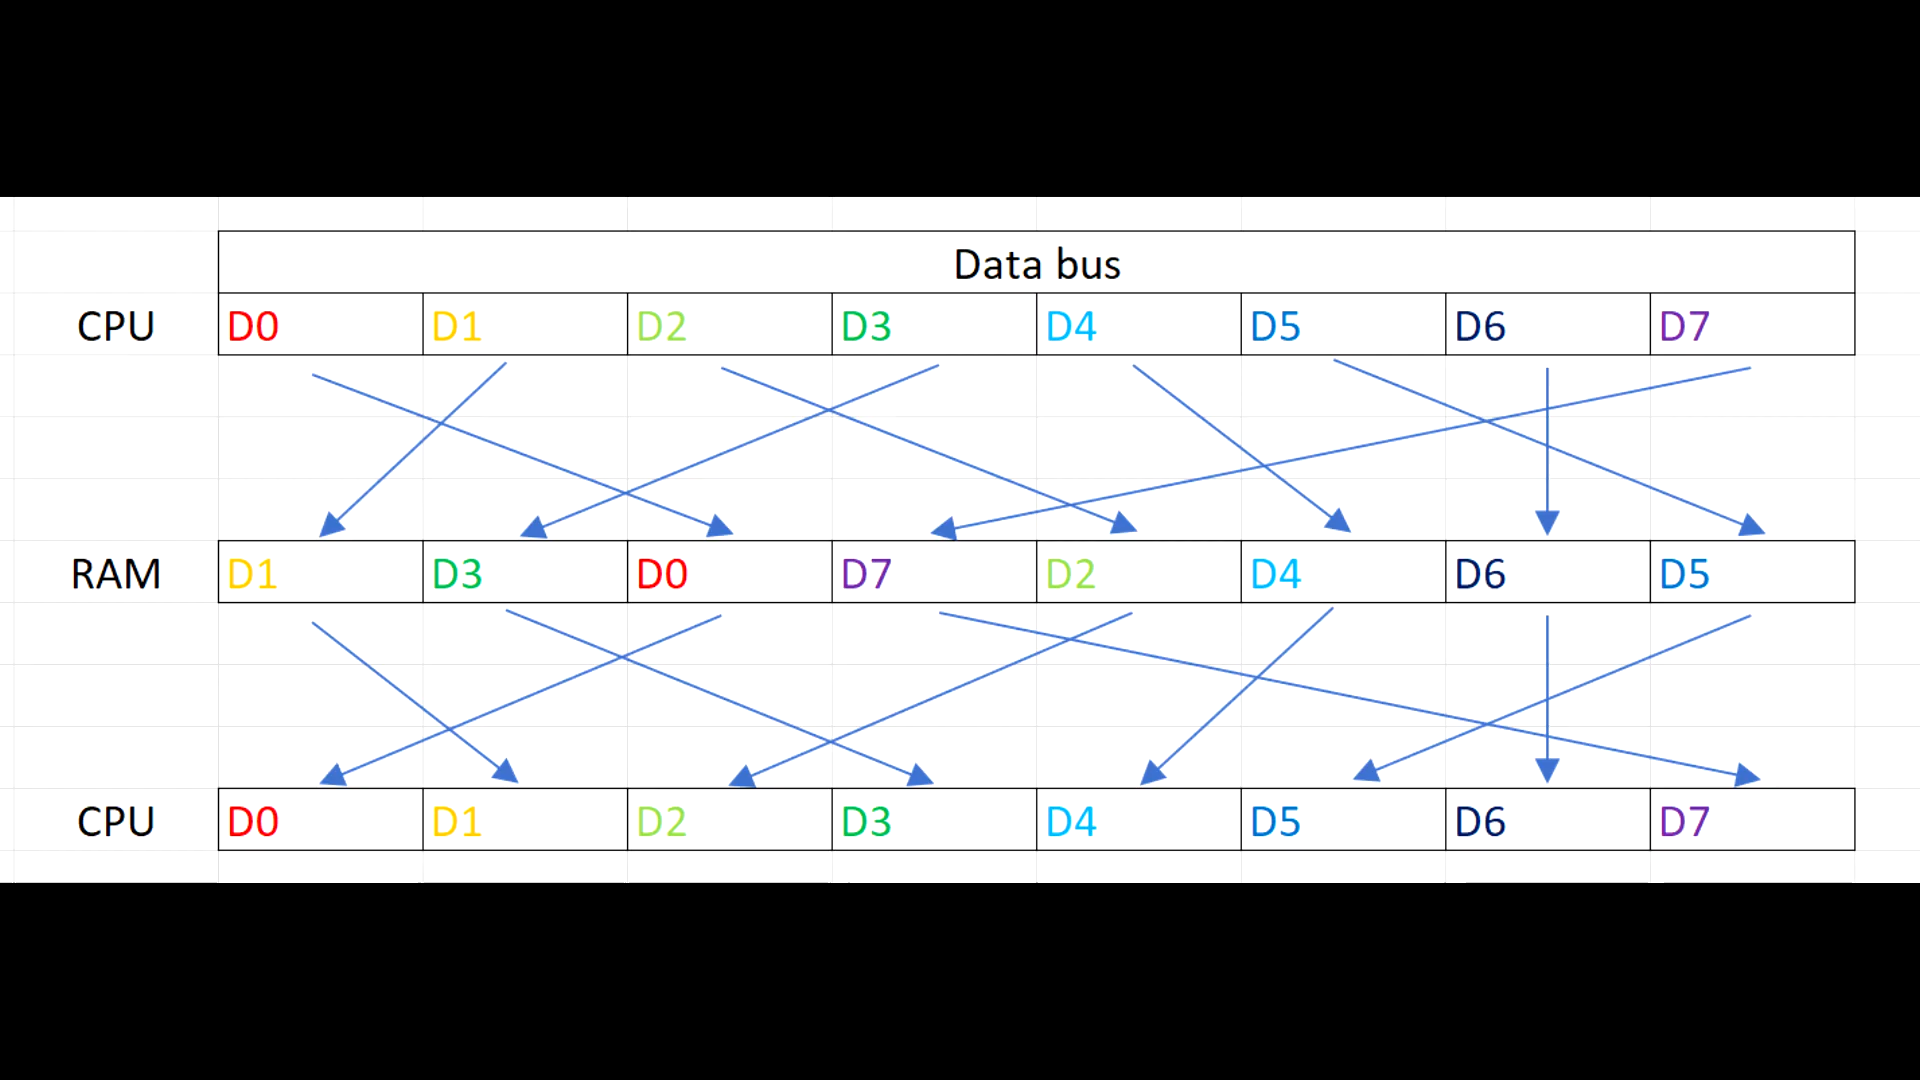 Data bus
CPU D0 D1 D2 D3 D4 D5 D6 D7
RAM D1 D3 D0 D7 D2 D4 D6 D5
CPU D0 D1 D2 D3 D4 D5 D6 D7